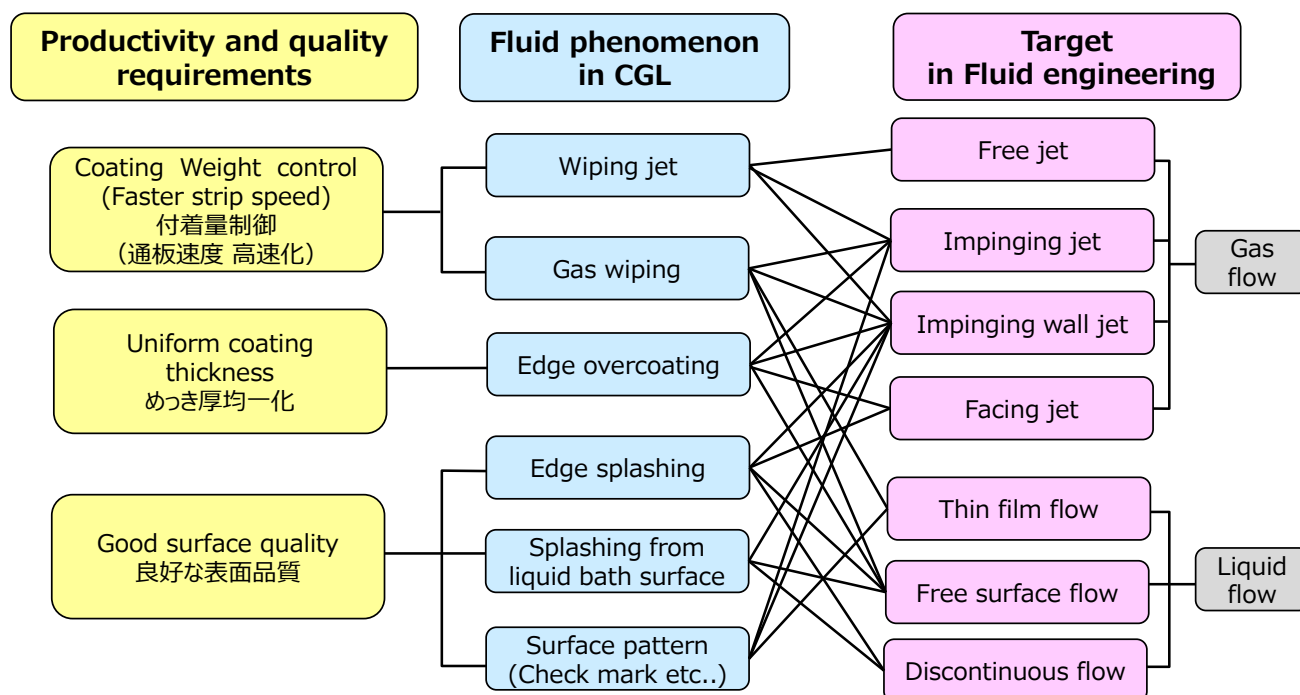 Productivity and quality
requirements
Fluid phenomenon
in CGL
Target
in Fluid engineering
Coating Weight control
(Faster strip speed)
付着量制御
（通板速度 高速化）
Uniform coating
thickness
めっき厚均一化
Good surface quality
良好な表面品質
Wiping jet
Gas wiping
Edge overcoating
Edge splashing
Splashing from
liquid bath surface
Surface pattern
(Check mark etc..)
Free jet
Impinging jet
Impinging wall jet
Facing jet
Thin film flow
Free surface flow
Discontinuous flow
Gas
flow
Liquid
flow